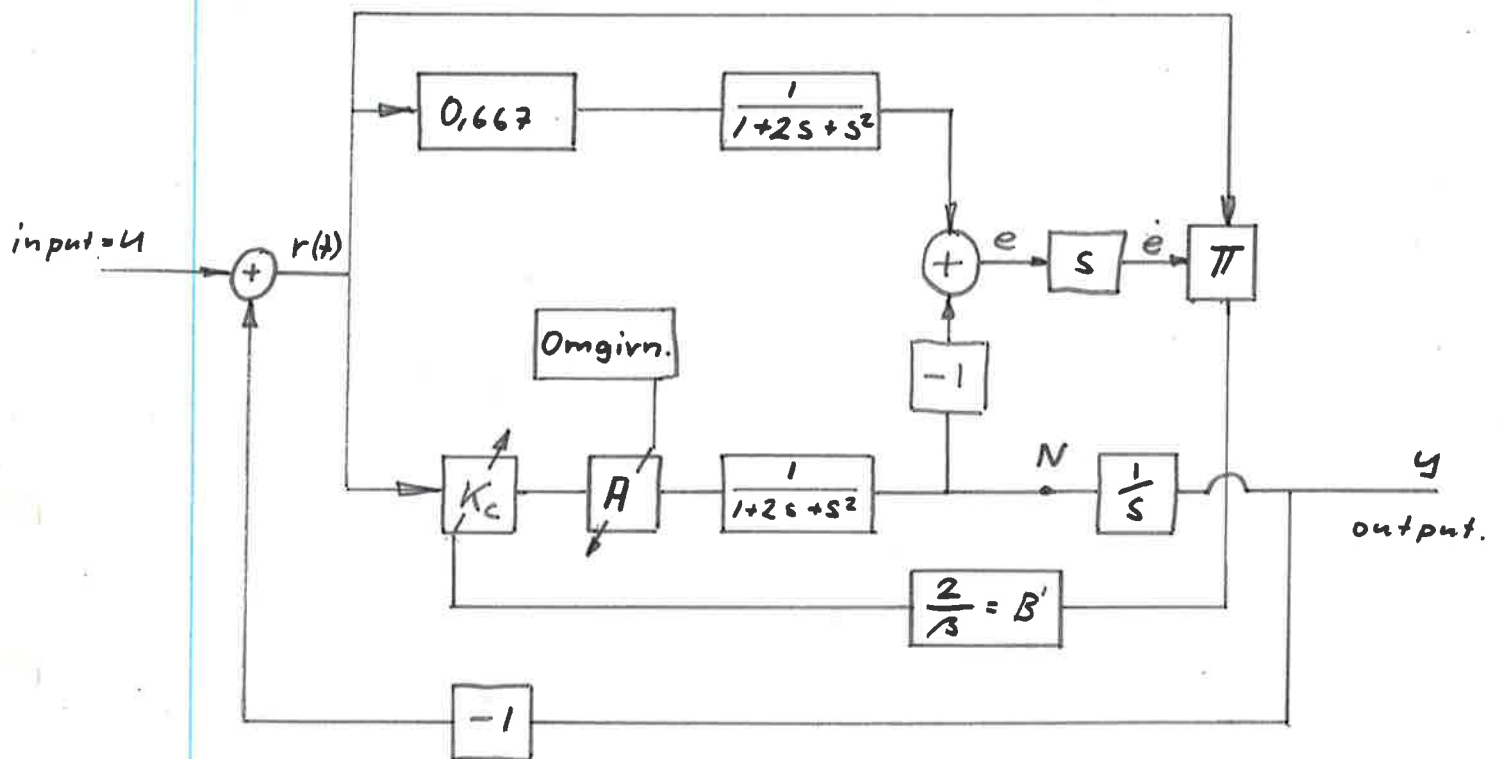 0,667
1
1+2s+s²
input=u
+
r(t)
+
e
s
ė
π
Omgivn.
-1
K_c
A
1
1+2s+s²
N
1
s
y
output.
2/β = B'
-1